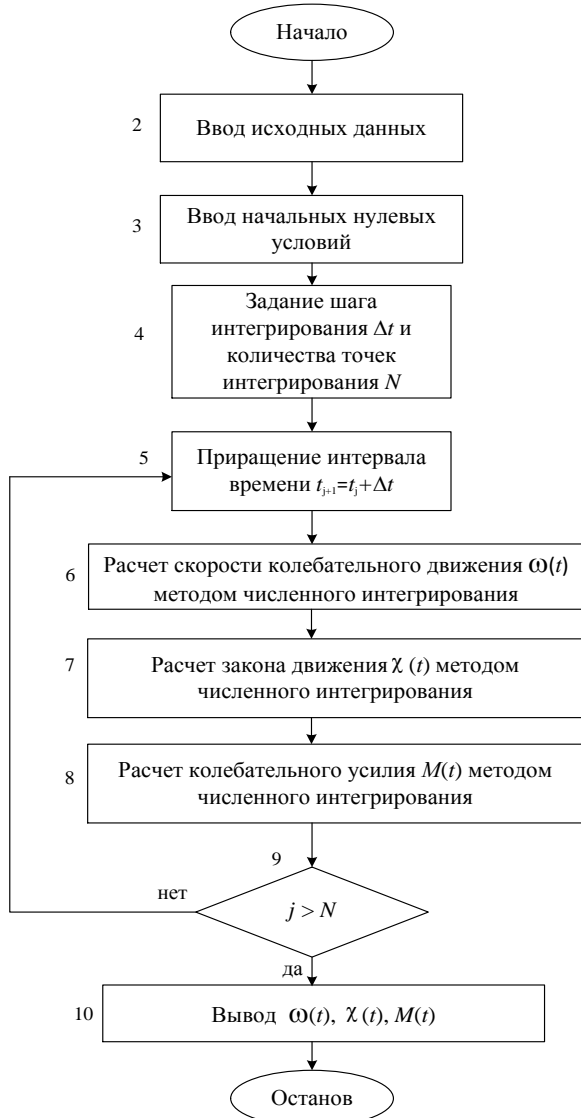 Начало
2
Ввод исходных данных
3
Ввод начальных нулевых
условий
4
Задание шага
интегрирования Δt и
количества точек
интегрирования N
5
Приращение интервала
времени tj+1=tj+Δt
6
Расчет скорости колебательного движения ω(t)
методом численного интегрирования
7
Расчет закона движения χ (t) методом
численного интегрирования
8
Расчет колебательного усилия M(t) методом
численного интегрирования
9
нет
j > N
да
10
Вывод ω(t), χ (t), M(t)
Останов